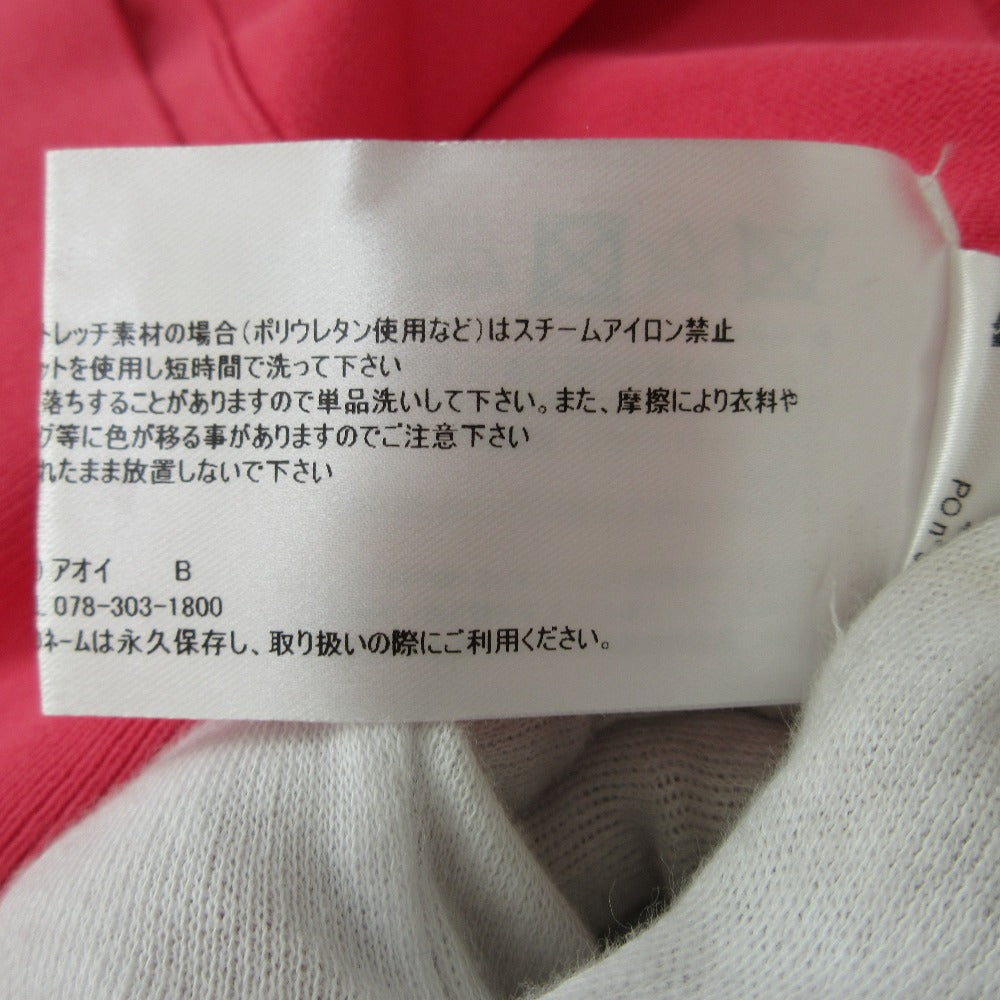 トレッチ素材の場合(ポリウレタン使用など)はスチームアイロン禁止
ットを使用し短時間で洗って下さい
落ちすることがありますので単品洗いして下さい。また、摩擦により衣料や
グ等に色が移る事がありますのでご注意下さい
れたまま放置しないで下さい
) アオイ B
078-303-1800
ネームは永久保存し、取り扱いの際にご利用ください。
PO n°